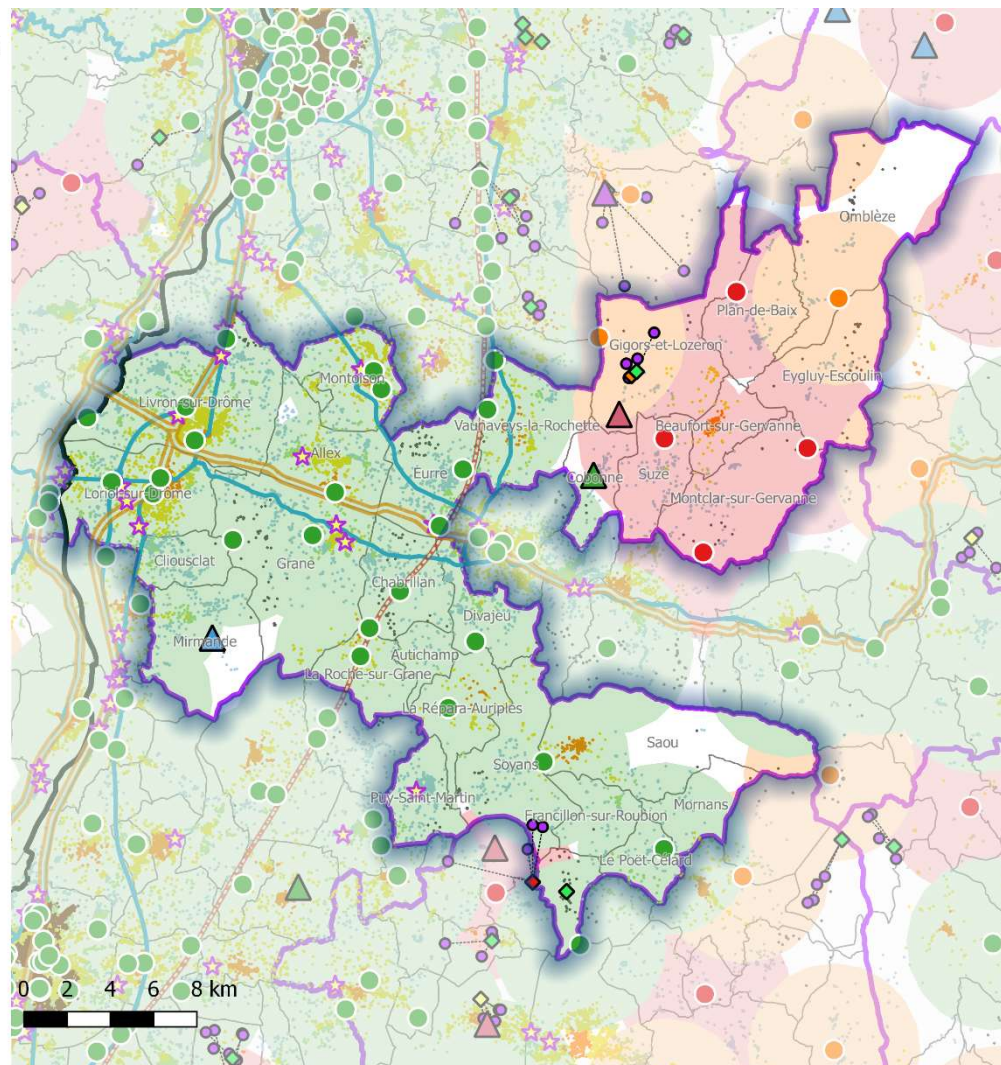 Omblèze
Plan-de-Baix
Gigors-et-Lozeron
Eygluy-Escoulin
Montoison
Livron-sur-Drôme
Vaunaveys-la-Rochette
Beaufort-sur-Gervanne
Allex
Eurre
Cobonne
Suze
Loriol-sur-Drôme
Montclar-sur-Gervanne
Cliousclat
Grane
Chabrillan
Divajeu
Mirmande
Autichamp
La Roche-sur-Grane
La Répara-Auriples
Saou
Soyans
Puy-Saint-Martin
Mornans
Francillon-sur-Roubion
Le Poët-Célard
0 2 4 6 8 km